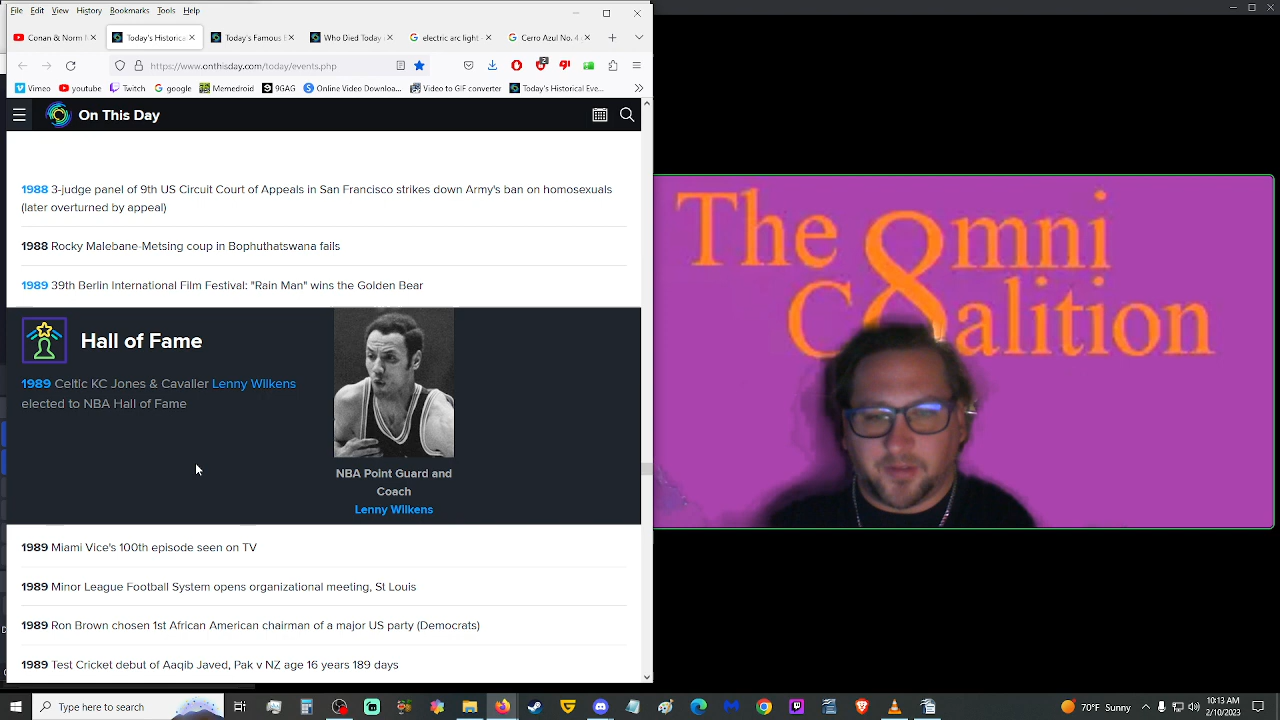 File Edit View History Bookmarks Tools Help
Conan & Norm Today's Historica Today's Famous Who Died Today electric arc light - Cerro Azul No. 4
https://www.onthisday.com/today/events.php
2
Vimeo youtube Twitch google Memedroid 9GAG Online Video Downloa... Video to GIF converter Today's Historical Eve...
On This Day
1988 3-judge panel of 9th US Circuit Court of Appeals in San Francisco strikes down Army's ban on homosexuals
(later overturned by appeal)
1988 Rocky Malebane-Metsing coup in Bophuthatswana fails
1989 39th Berlin International Film Festival: "Rain Man" wins the Golden Bear
Hall of Fame
1989 Celtic KC Jones & Cavalier Lenny Wilkens
elected to NBA Hall of Fame
NBA Point Guard and
Coach
Lenny Wilkens
1989 Miami Vice's 100th episode seen on TV
1989 Minor League Football System opens organizational meeting, St Louis
1989 Ron Brown chosen 1st African American chairman of a major US party (Democrats)
1989 Test Cricket debut of Aaqib Javed, Pak v NZ age 16 years 189 days
The 8mni
C8alition
Type here to search
70°F Sunny
10:13 AM
2/10/2023